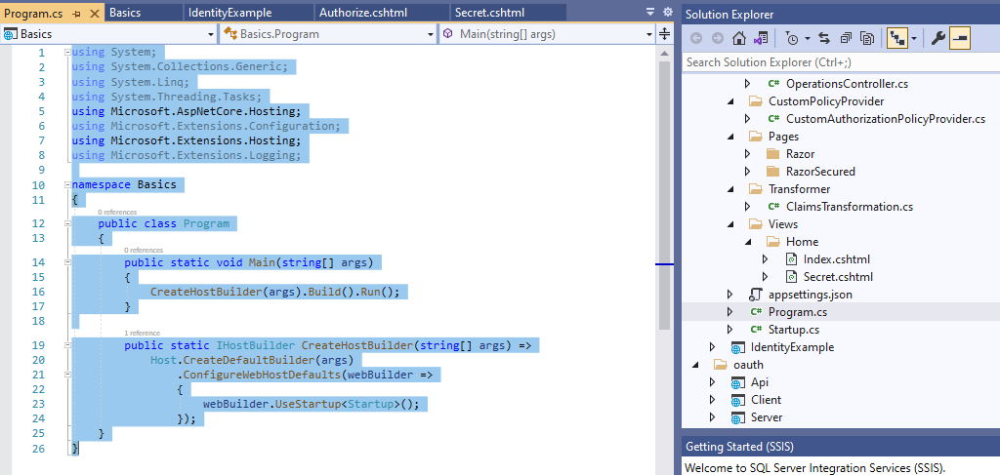 Program.cs
Basics
IdentityExample
Authorize.cshtml
Secret.cshtml
Basics
Basics.Program
Main(string[] args)
1 using System;
2 using System.Collections.Generic;
3 using System.Linq;
4 using System.Threading.Tasks;
5 using Microsoft.AspNetCore.Hosting;
6 using Microsoft.Extensions.Configuration;
7 using Microsoft.Extensions.Hosting;
8 using Microsoft.Extensions.Logging;
9
10 namespace Basics
11 {
0 references
12 public class Program
13 {
0 references
14 public static void Main(string[] args)
15 {
16 CreateHostBuilder(args).Build().Run();
17 }
18
1 reference
19 public static IHostBuilder CreateHostBuilder(string[] args) =>
20 Host.CreateDefaultBuilder(args)
21 .ConfigureWebHostDefaults(webBuilder =>
22 {
23 webBuilder.UseStartup<Startup>();
24 });
25 }
26 }
Solution Explorer
Search Solution Explorer (Ctrl+;)
C# OperationsController.cs
CustomPolicyProvider
C# CustomAuthorizationPolicyProvider.cs
Pages
Razor
RazorSecured
Transformer
C# ClaimsTransformation.cs
Views
Home
Index.cshtml
Secret.cshtml
appsettings.json
C# Program.cs
C# Startup.cs
IdentityExample
oauth
Api
Client
Server
Getting Started (SSIS)
Welcome to SQL Server Integration Services (SSIS).